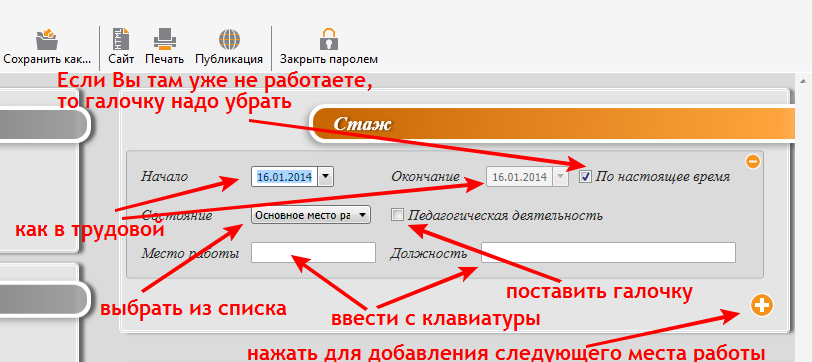 HTML
Сохранить как... Сайт Печать Публикация Закрыть паролем
Если Вы там уже не работаете,
то галочку надо убрать
Стаж
Начало 16.01.2014 Окончание 16.01.2014 По настоящее время
Состояние Основное место ра Педагогическая деятельность
как в трудовой
Место работы Должность
выбрать из списка
поставить галочку
ввести с клавиатуры
нажать для добавления следующего места работы